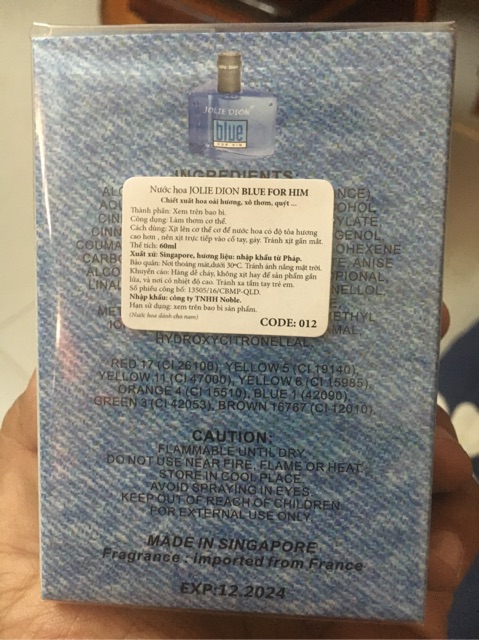 JOLIE DION
blue
FOR HIM
INGREDIENTS
Nước hoa JOLIE DION BLUE FOR HIM
Chiết xuất hoa oải hương, xô thơm, quýt ...
Thành phần: Xem trên bao bì.
Công dụng: Làm thơm cơ thể.
Cách dùng: Xịt lên cơ thể để nước hoa có độ tỏa hương
cao hơn, nên xịt trực tiếp vào cổ tay, gáy. Tránh xịt gần mắt.
Thể tích: 60ml
Xuất xứ: Singapore, hương liệu: nhập khẩu từ Pháp.
Bảo quản: Nơi thoáng mát, dưới 30°C. Tránh ánh nắng mặt trời.
Khuyến cáo: Hàng dễ cháy, không xịt hay để sản phẩm gần
lửa, và nơi có nhiệt độ cao. Tránh xa tầm tay trẻ em.
Số phiếu công bố: 13505/16/CBMP-QLD.
Nhập khẩu: công ty TNHH Noble.
Hạn sử dụng: xem trên bao bì sản phẩm.
(Nước hoa dành cho nam)
CODE: 012
HYDROXYCITRONELLAL
RED 17 (CI 26100), YELLOW 5 (CI 19140),
YELLOW 11 (CI 47000), YELLOW 6 (CI 15985),
ORANGE 4 (CI 15510), BLUE 1 (42090),
GREEN 3 (CI 42053), BROWN 16767 (CI 12010).
CAUTION:
FLAMMABLE UNTIL DRY.
DO NOT USE NEAR FIRE, FLAME OR HEAT.
STORE IN COOL PLACE.
AVOID SPRAYING IN EYES.
KEEP OUT OF REACH OF CHILDREN.
FOR EXTERNAL USE ONLY.
MADE IN SINGAPORE
Fragrance : imported from France
EXP:12.2024